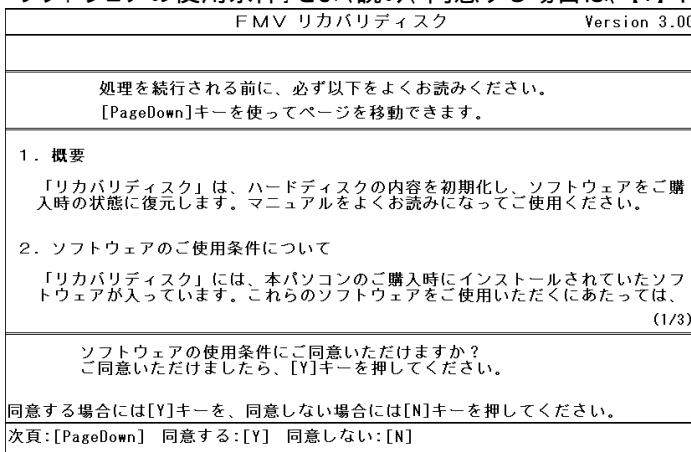 FMV リカバリディスク Version 3.00
処理を続行される前に、必ず以下をよくお読みください。
[PageDown]キーを使ってページを移動できます。
1. 概要
「リカバリディスク」は、ハードディスクの内容を初期化し、ソフトウェアをご購
入時の状態に復元します。マニュアルをよくお読みになってご使用ください。
2. ソフトウェアのご使用条件について
「リカバリディスク」には、本パソコンのご購入時にインストールされていたソフ
トウェアが入っています。これらのソフトウェアをご使用いただくにあたっては、
(1/3)
ソフトウェアの使用条件にご同意いただけますか?
ご同意いただけましたら、[Y]キーを押してください。
同意する場合には[Y]キーを、同意しない場合には[N]キーを押してください。
次頁:[PageDown] 同意する:[Y] 同意しない:[N]